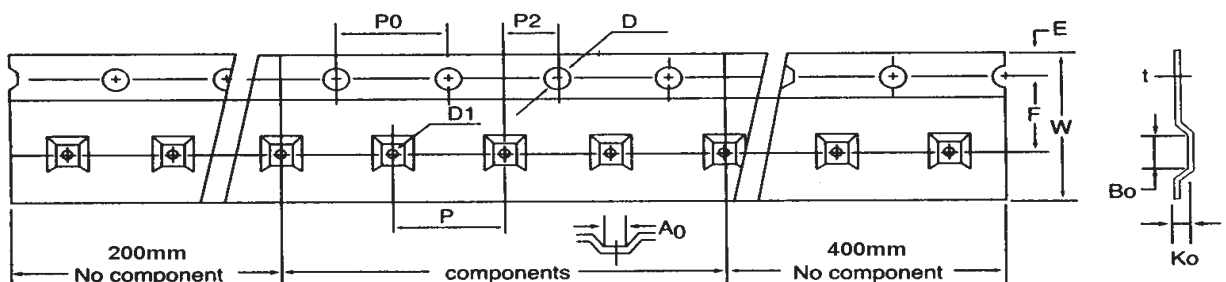 P0
P2
D
E
t
D1
F
W
Bo
P
A0
Ko
200mm
No component
components
400mm
No component